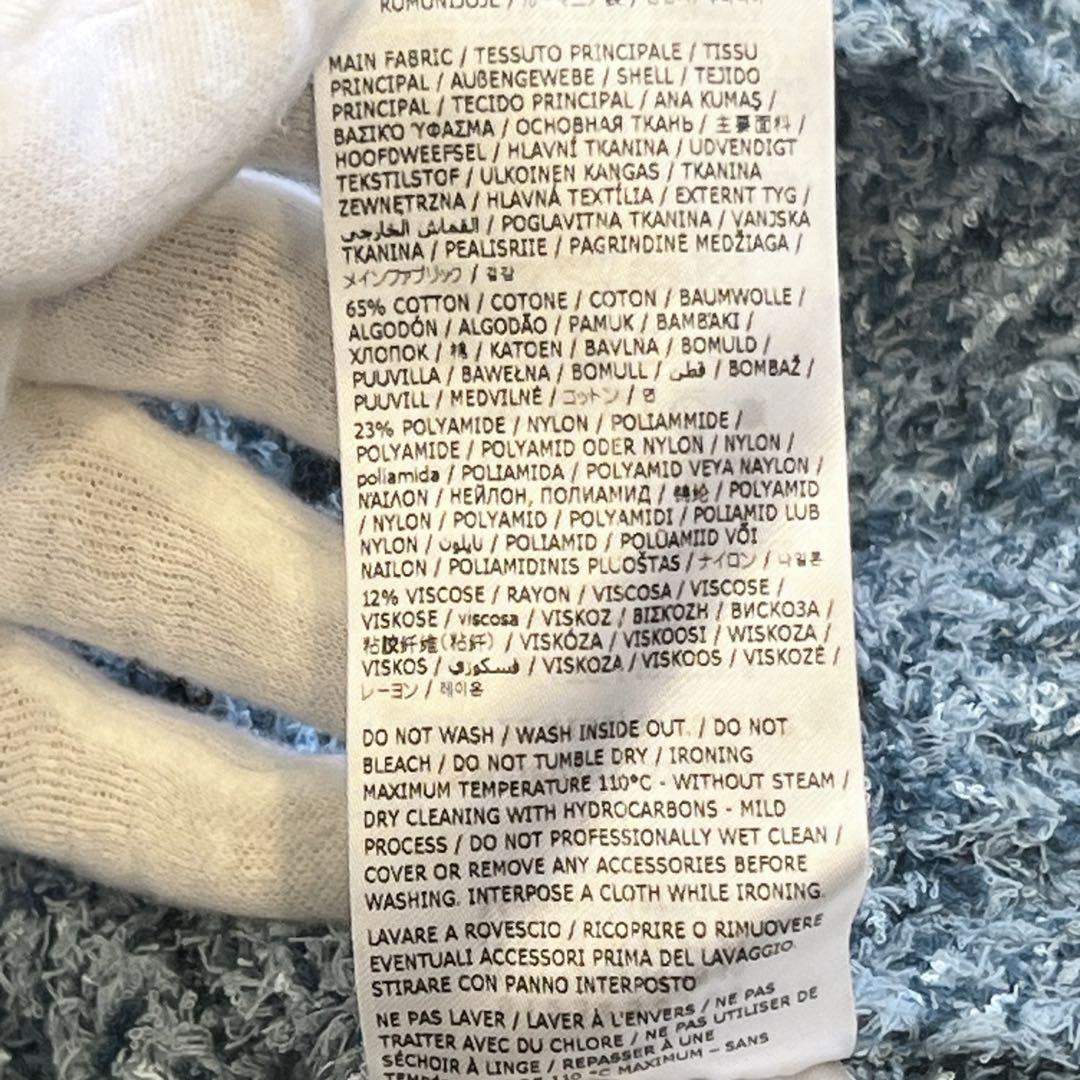 MAIN FABRIC / TESSUTO PRINCIPALE / TISSU
PRINCIPAL / AUßENGEWEBE / SHELL / TEJIDO
PRINCIPAL / TECIDO PRINCIPAL / ANA KUMAŞ /
ΒΑΣΙΚΟ ΎΦΑΣΜΑ / ОСНОВНАЯ ТКАНЬ / 主要面料 /
HOOFDWEEFSEL / HLAVNÍ TKANINA / UDVENDIGT
TEKSTILSTOF / ULKOINEN KANGAS / TKANINA
ZEWNĘTRZNA / HLAVNÁ TEXTÍLIA / EXTERNT TYG /
القماش الخارجي / POGLAVITNA TKANINA / VANJSKA
TKANINA / PEALISRIIE / PAGRINDINĖ MEDŽIAGA /
メインファブリック / 겉감
65% COTTON / COTONE / COTON / BAUMWOLLE /
ALGODÓN / ALGODÃO / PAMUK / ΒΑΜΒΆΚΙ /
ХЛОПОК / 棉 / KATOEN / BAVLNA / BOMULD /
PUUVILLA / BAWEŁNA / BOMULL / قطن / BOMBAŽ /
PUUVILL / MEDVILNĖ / コットン / 면
23% POLYAMIDE / NYLON / POLIAMMIDE /
POLYAMIDE / POLYAMID ODER NYLON / NYLON /
poliamida / POLIAMIDA / POLYAMID VEYA NAYLON /
ΝΆΙΛΟΝ / НЕЙЛОН, ПОЛИАМИД / 锦纶 / POLYAMID
/ NYLON / POLYAMID / POLYAMIDI / POLIAMID LUB
NYLON / نايلون / POLIAMID / POLÜAMIID VÕI
NAILON / POLIAMIDINIS PLUOŠTAS / ナイロン / 나일론
12% VISCOSE / RAYON / VISCOSA / VISCOSE /
VISKOSE / viscosa / VISKOZ / ΒΙΣΚΌΖΗ / ВИСКОЗА /
粘胶纤维(粘纤) / VISKÓZA / VISKOOSI / WISKOZA /
VISKOS / فسكوزي / VISKOZA / VISKOOS / VISKOZĖ /
レーヨン / 레이온
DO NOT WASH / WASH INSIDE OUT. / DO NOT
BLEACH / DO NOT TUMBLE DRY / IRONING
MAXIMUM TEMPERATURE 110°C - WITHOUT STEAM /
DRY CLEANING WITH HYDROCARBONS - MILD
PROCESS / DO NOT PROFESSIONALLY WET CLEAN /
COVER OR REMOVE ANY ACCESSORIES BEFORE
WASHING. INTERPOSE A CLOTH WHILE IRONING.
LAVARE A ROVESCIO / RICOPRIRE O RIMUOVERE
EVENTUALI ACCESSORI PRIMA DEL LAVAGGIO.
STIRARE CON PANNO INTERPOSTO
NE PAS LAVER / LAVER À L'ENVERS / NE PAS
TRAITER AVEC DU CHLORE / NE PAS UTILISER DE
SÉCHOIR À LINGE / REPASSER À UNE
110 °C MAXIMUM - SANS